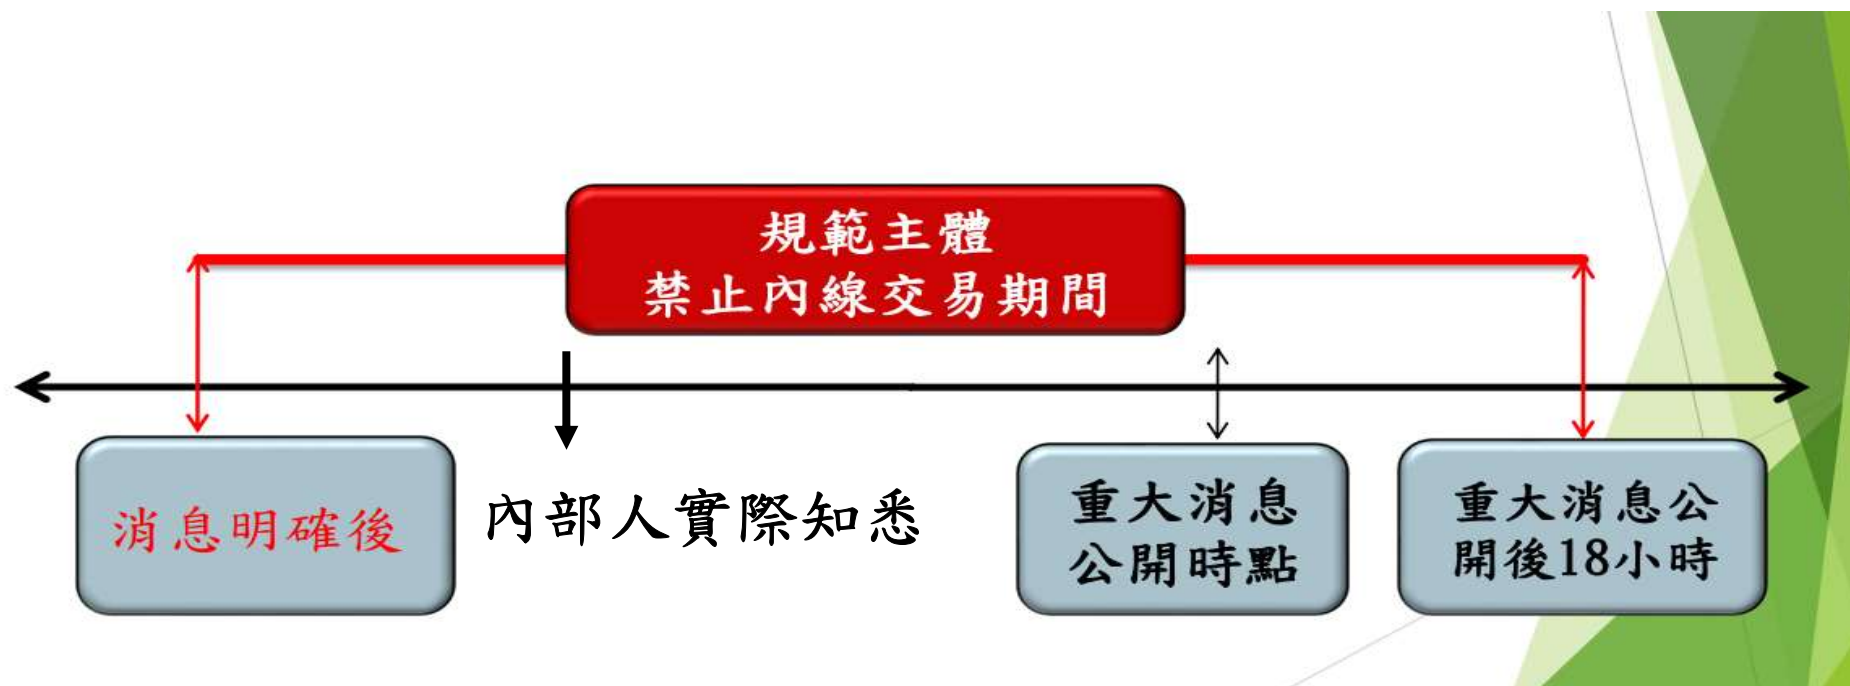 規範主體
禁止內線交易期間
消息明確後
內部人實際知悉
重大消息
公開時點
重大消息公
開後18小時